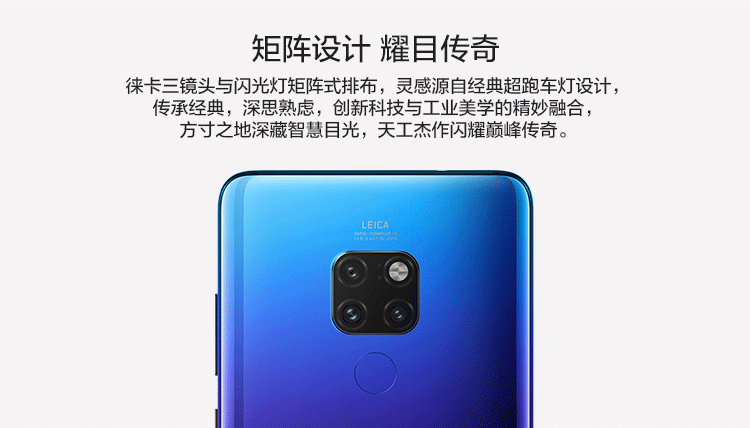 矩阵设计 耀目传奇
徕卡三镜头与闪光灯矩阵式排布，灵感源自经典超跑车灯设计，
传承经典，深思熟虑，创新科技与工业美学的精妙融合，
方寸之地深藏智慧目光，天工杰作闪耀巅峰传奇。
LEICA